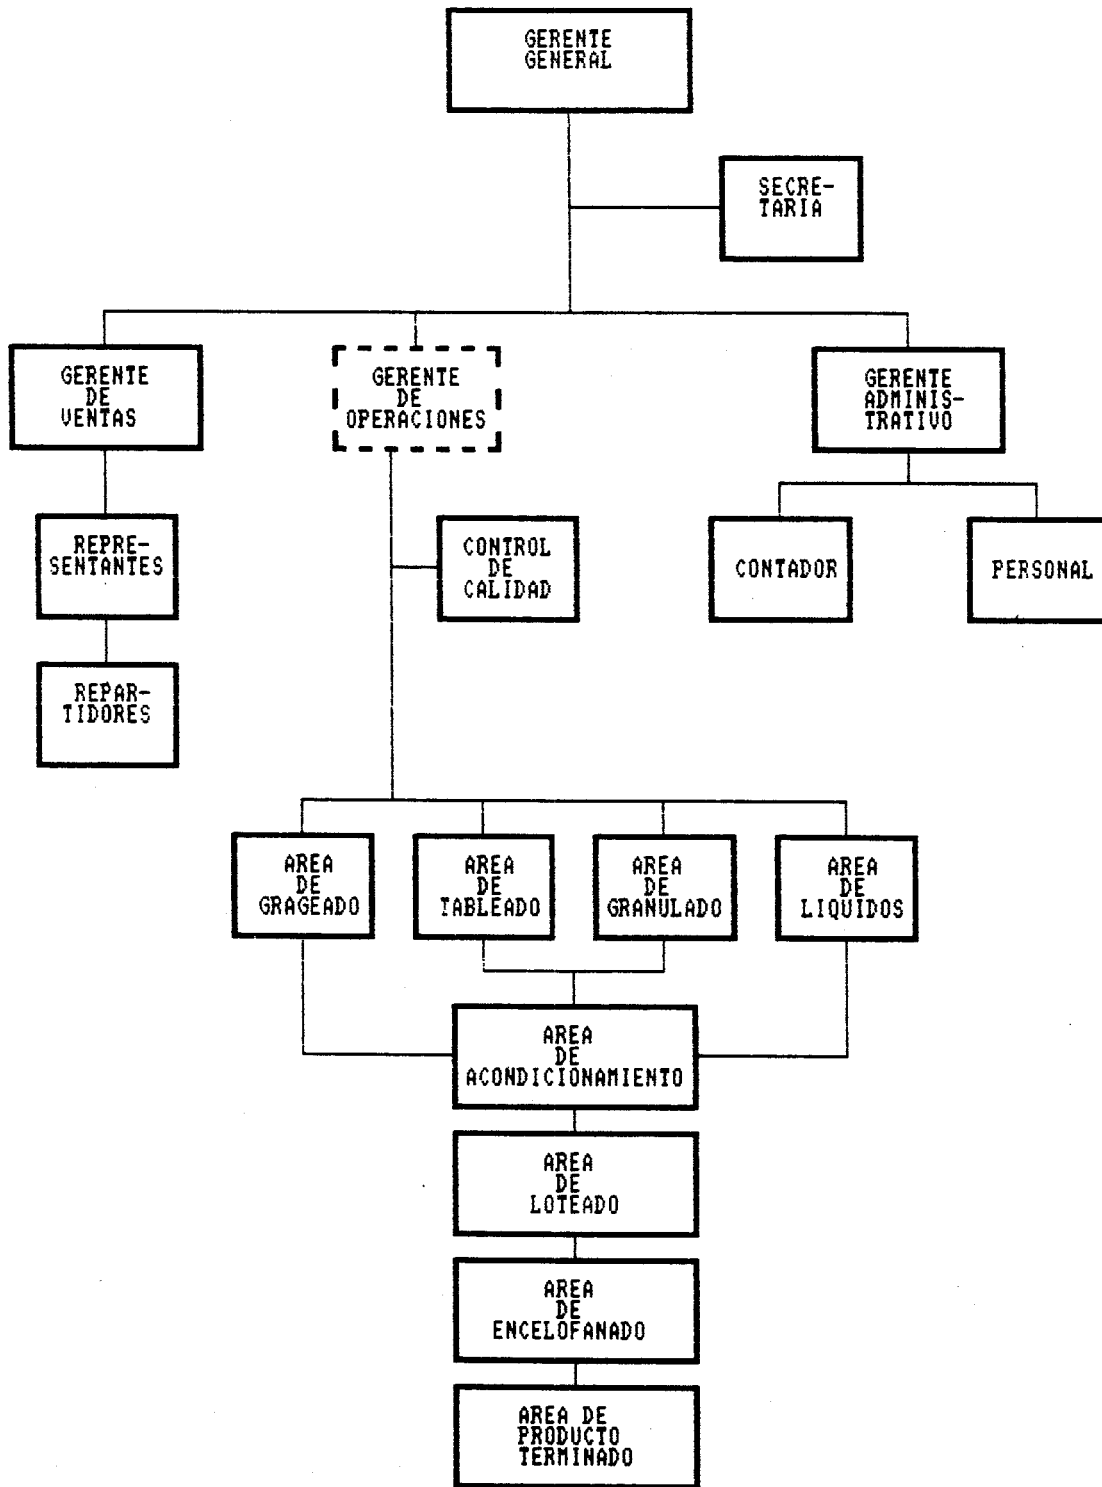 GERENTE
GENERAL
SECRE-
TARIA
GERENTE
DE
VENTAS
GERENTE
DE
OPERACIONES
GERENTE
ADMINIS-
TRATIVO
REPRE-
SENTANTES
CONTROL
DE
CALIDAD
CONTADOR
PERSONAL
REPAR-
TIDORES
AREA
DE
GRAGEADO
AREA
DE
TABLEADO
AREA
DE
GRANULADO
AREA
DE
LIQUIDOS
AREA
DE
ACONDICIONAMIENTO
AREA
DE
LOTEADO
AREA
DE
ENCELOFANADO
AREA DE
PRODUCTO
TERMINADO